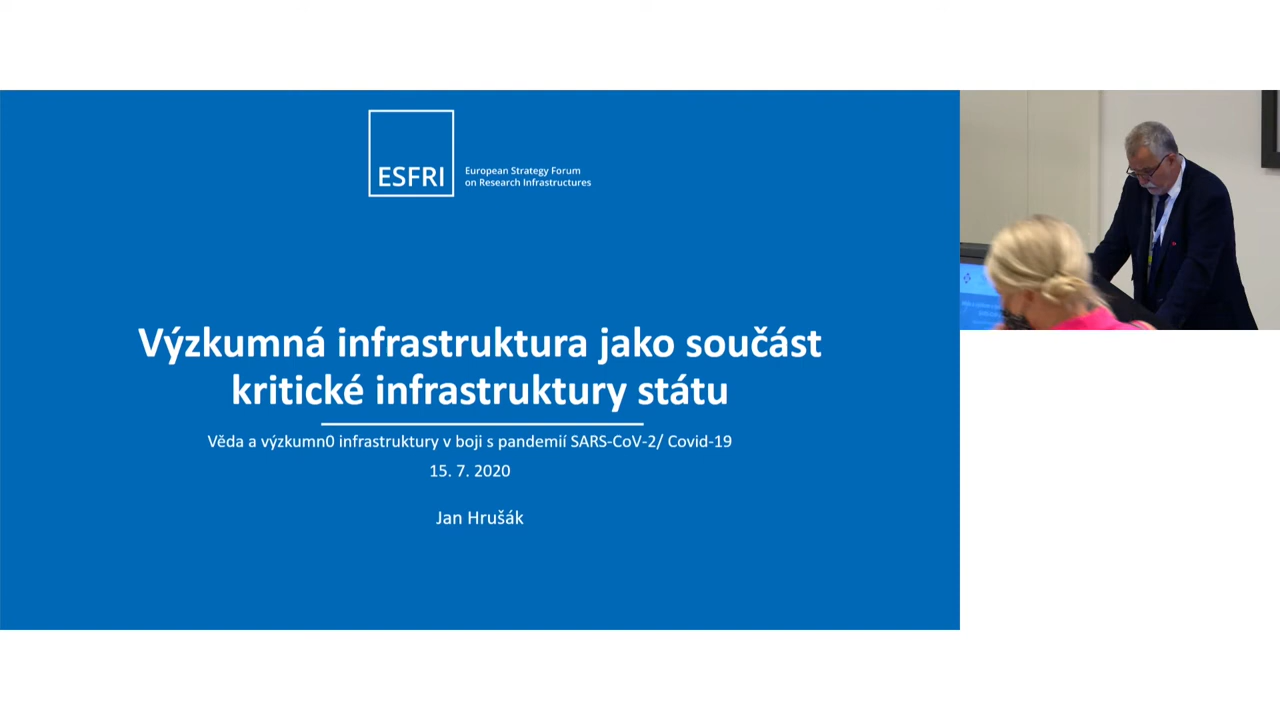 ESFRI
European Strategy Forum
on Research Infrastructures
Výzkumná infrastruktura jako součást
kritické infrastruktury státu
Věda a výzkumn0 infrastruktury v boji s pandemií SARS-CoV-2/ Covid-19
15. 7. 2020
Jan Hrušák